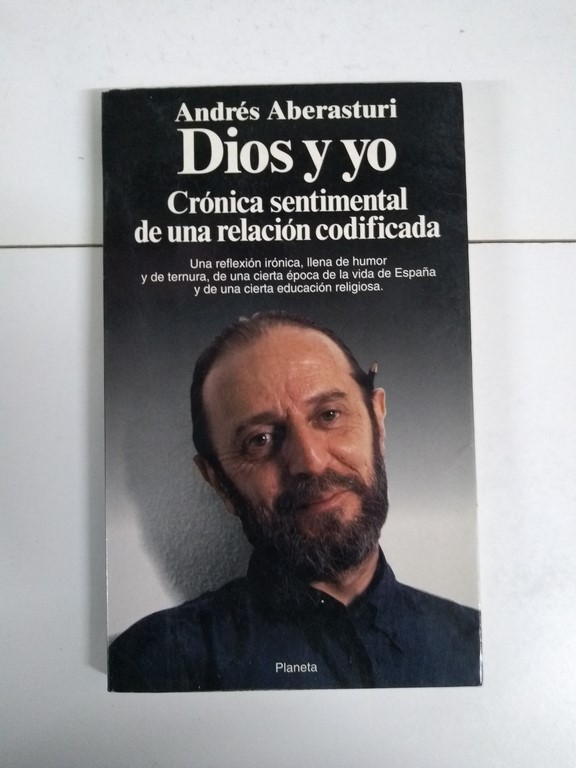 Andrés Aberasturi
Dios y yo
Crónica sentimental
de una relación codificada
Una reflexión irónica, llena de humor
y de ternura, de una cierta época de la vida de España
y de una cierta educación religiosa.
Planeta